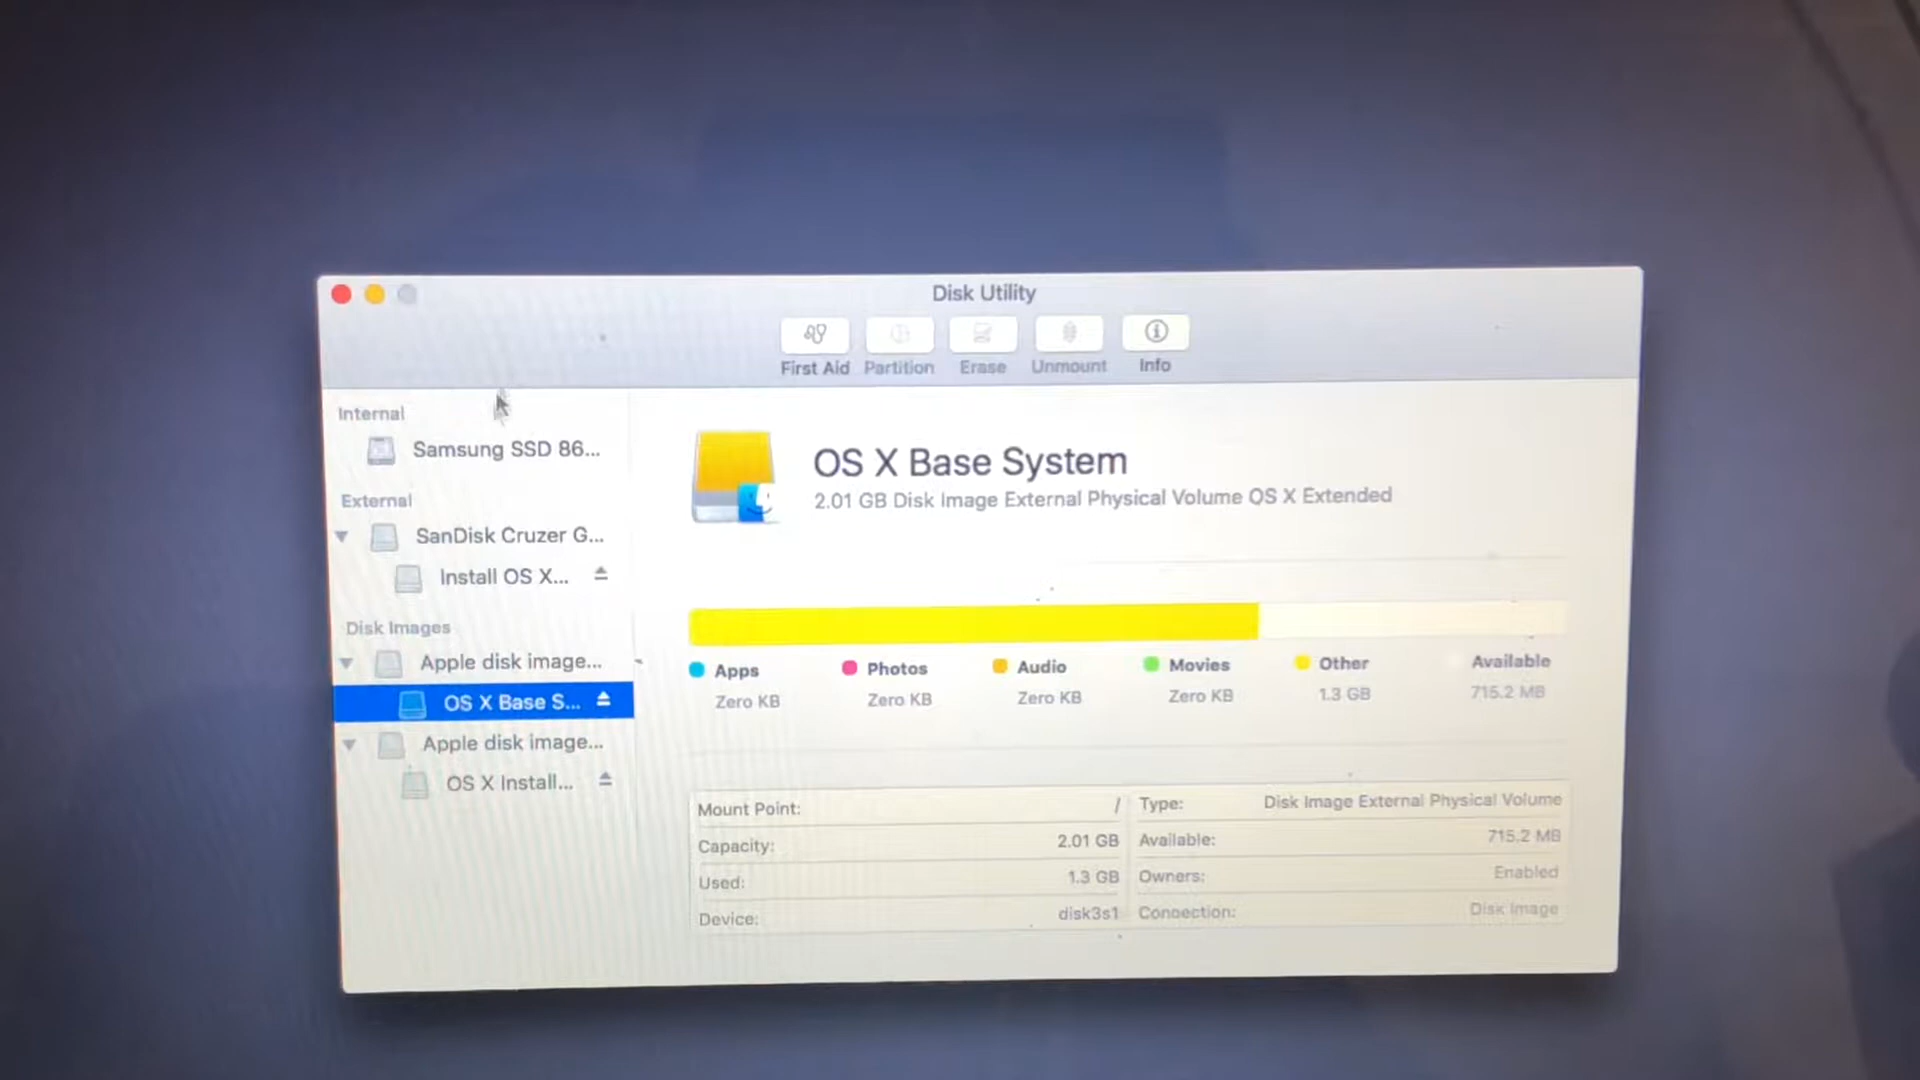 Disk Utility
First Aid Partition Erase Unmount Info
Internal
Samsung SSD 86...
External
SanDisk Cruzer G...
Install OS X...
Disk Images
Apple disk image...
OS X Base S...
Apple disk image...
OS X Install...
OS X Base System
2.01 GB Disk Image External Physical Volume OS X Extended
Apps Photos Audio Movies Other Available
Zero KB Zero KB Zero KB Zero KB 1.3 GB 715.2 MB
Mount Point: / Type: Disk Image External Physical Volume
Capacity: 2.01 GB Available: 715.2 MB
Used: 1.3 GB Owners: Enabled
Device: disk3s1 Connection: Disk Image